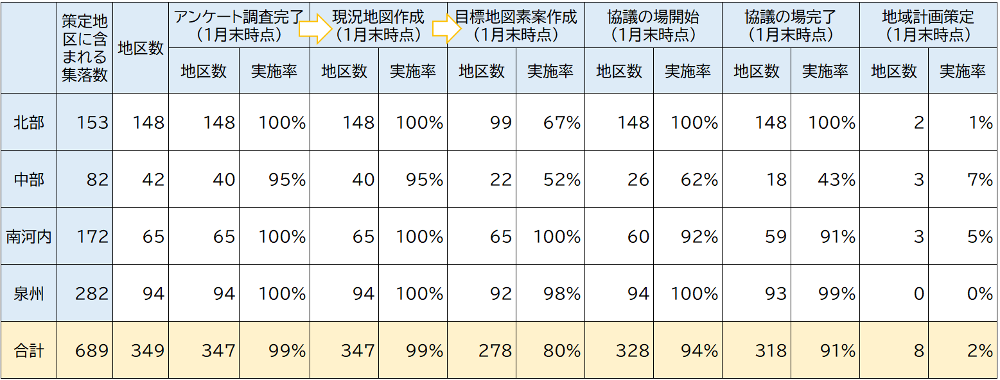 策定地区に含まれる集落数
地区数
アンケート調査完了
（1月末時点）
現況地図作成
（1月末時点）
目標地図素案作成
（1月末時点）
協議の場開始
（1月末時点）
協議の場完了
（1月末時点）
地域計画策定
（1月末時点）
地区数 実施率 地区数 実施率 地区数 実施率 地区数 実施率 地区数 実施率 地区数 実施率
北部 153 148 148 100% 148 100% 99 67% 148 100% 148 100% 2 1%
中部 82 42 40 95% 40 95% 22 52% 26 62% 18 43% 3 7%
南河内 172 65 65 100% 65 100% 65 100% 60 92% 59 91% 3 5%
泉州 282 94 94 100% 94 100% 92 98% 94 100% 93 99% 0 0%
合計 689 349 347 99% 347 99% 278 80% 328 94% 318 91% 8 2%